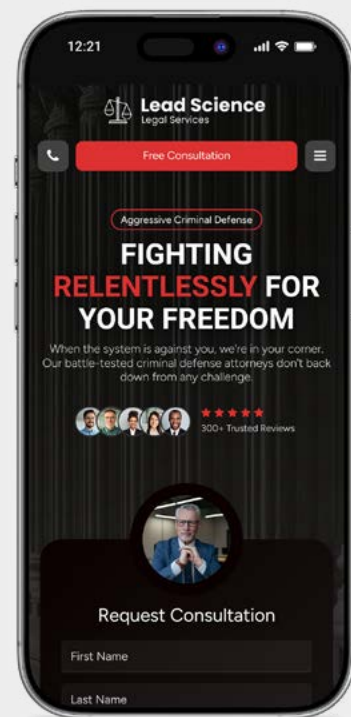 12:21
Lead Science
Legal Services
Free Consultation
Aggressive Criminal Defense
FIGHTING
RELENTLESSLY FOR
YOUR FREEDOM
When the system is against you, we're in your corner.
Our battle-tested criminal defense attorneys don't back
down from any challenge.
300+ Trusted Reviews
Request Consultation
First Name
Last Name